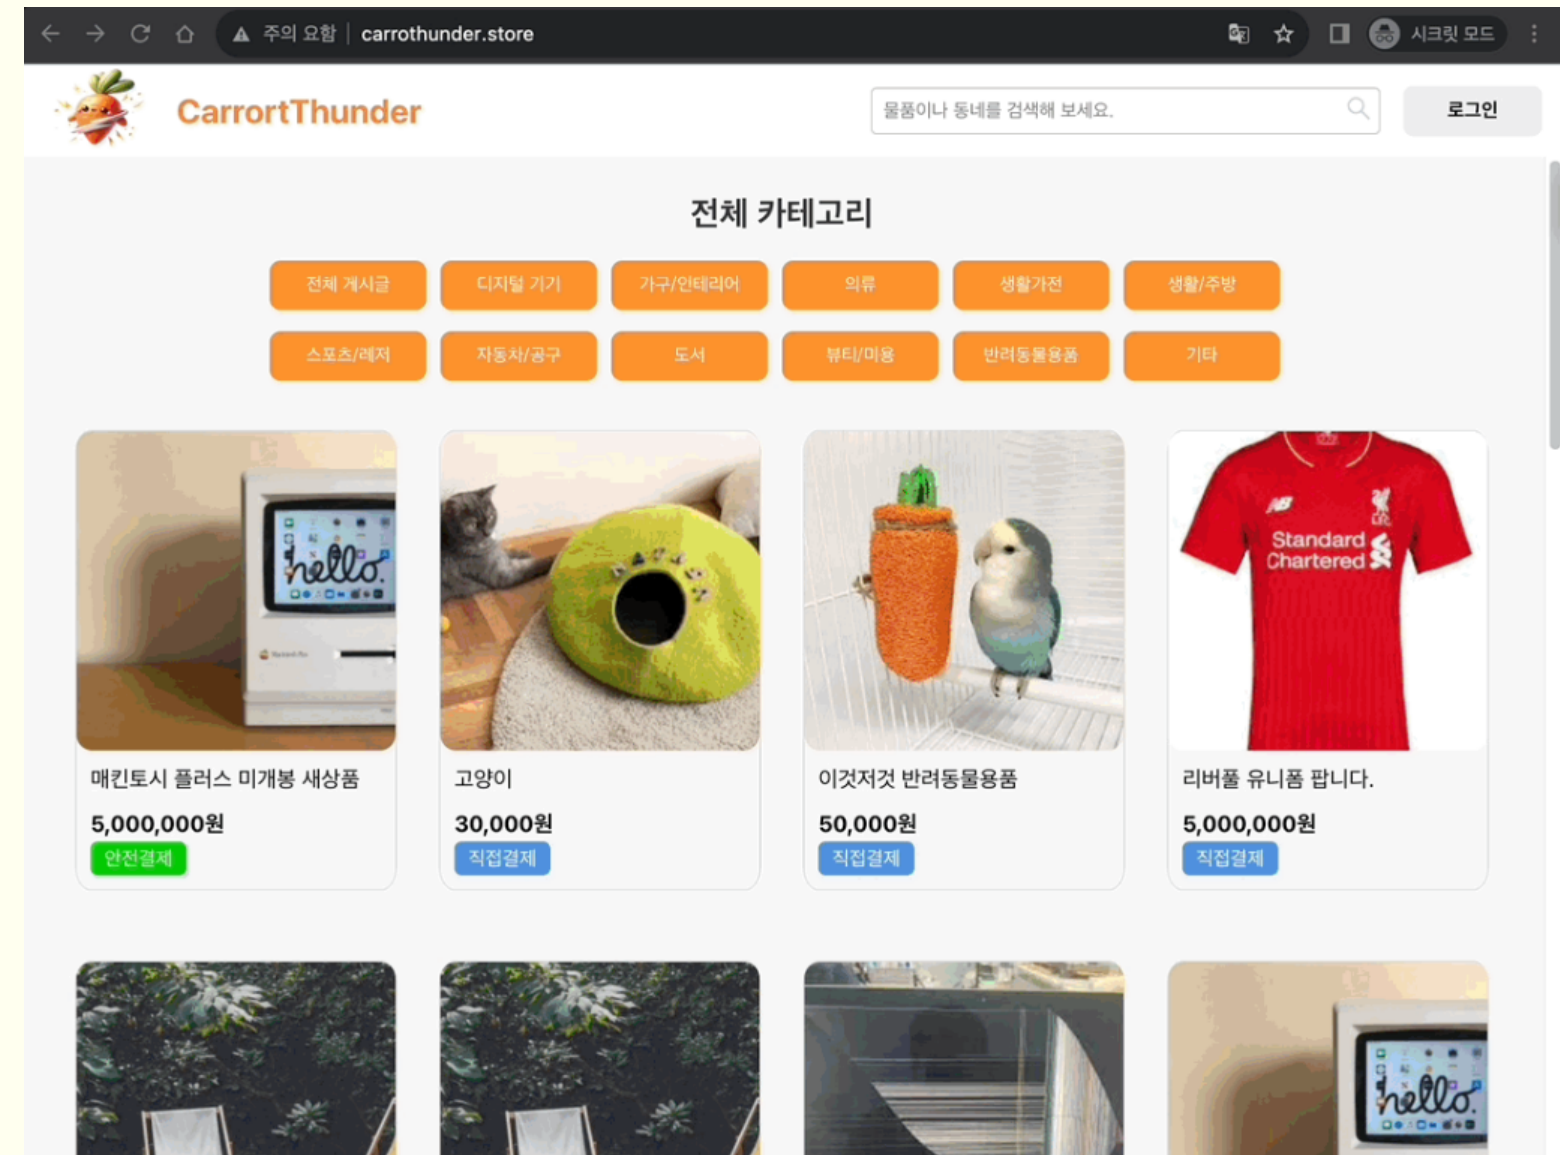 주의 요함 carrothunder.store 시크릿 모드
CarrortThunder 물품이나 동네를 검색해 보세요. 로그인
전체 카테고리
전체 게시글 디지털 기기 가구/인테리어 의류 생활가전 생활/주방
스포츠/레저 자동차/공구 도서 뷰티/미용 반려동물용품 기타
hello.
NB
Standard
Chartered
매킨토시 플러스 미개봉 새상품 고양이 이것저것 반려동물용품 리버풀 유니폼 팝니다.
5,000,000원 30,000원 50,000원 5,000,000원
안전결제 직접결제 직접결제 직접결제
hello.